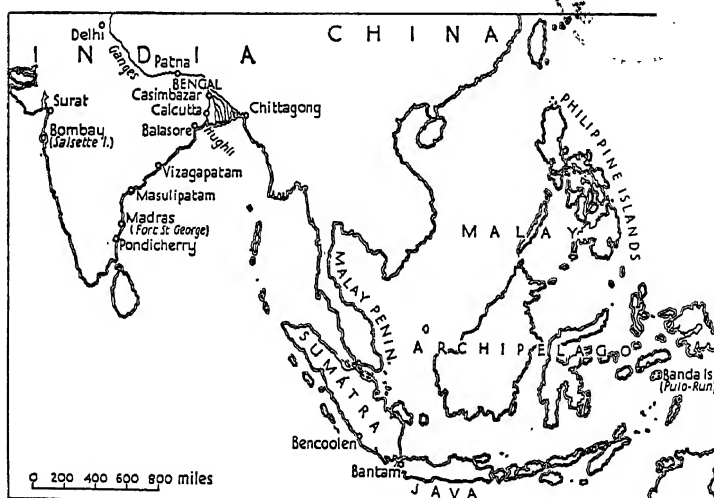 Delhi
CHINA
INDIA
Ganges
Patna
BENGAL
Casimbazar
Surat
Calcutta
Chittagong
Bombay
(Salsette I.)
Balasore
Hughli
PHILIPPINE ISLANDS
Vizagapatam
Masulipatam
Madras
(Fort St George)
Pondicherry
MALAY
MALAY PENIN.
ARCHIPELAGO
SUMATRA
Banda Is
(Pulo-Run)
Bencoolen
Bantam
0 200 400 600 800 miles
JAVA